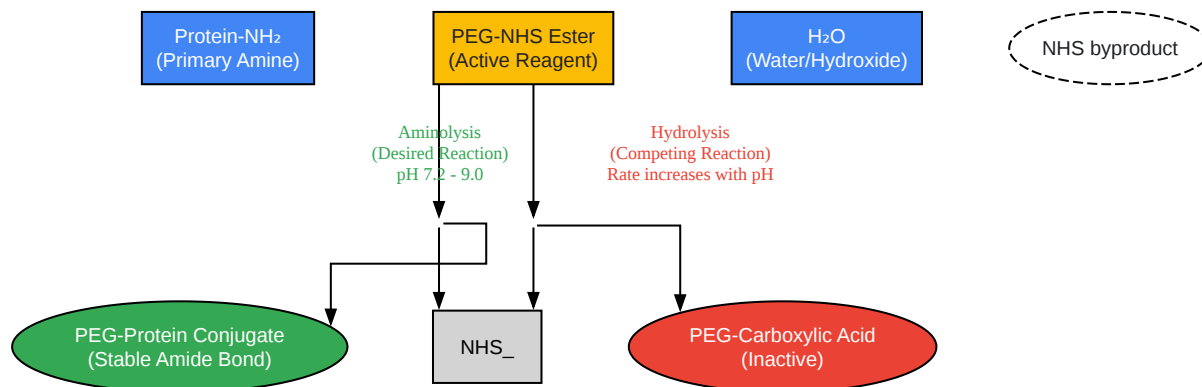 Protein-NH₂
(Primary Amine)
PEG-NHS Ester
(Active Reagent)
H₂O
(Water/Hydroxide)
NHS byproduct
Aminolysis
(Desired Reaction)
pH 7.2 - 9.0
Hydrolysis
(Competing Reaction)
Rate increases with pH
PEG-Protein Conjugate
(Stable Amide Bond)
NHS_
PEG-Carboxylic Acid
(Inactive)